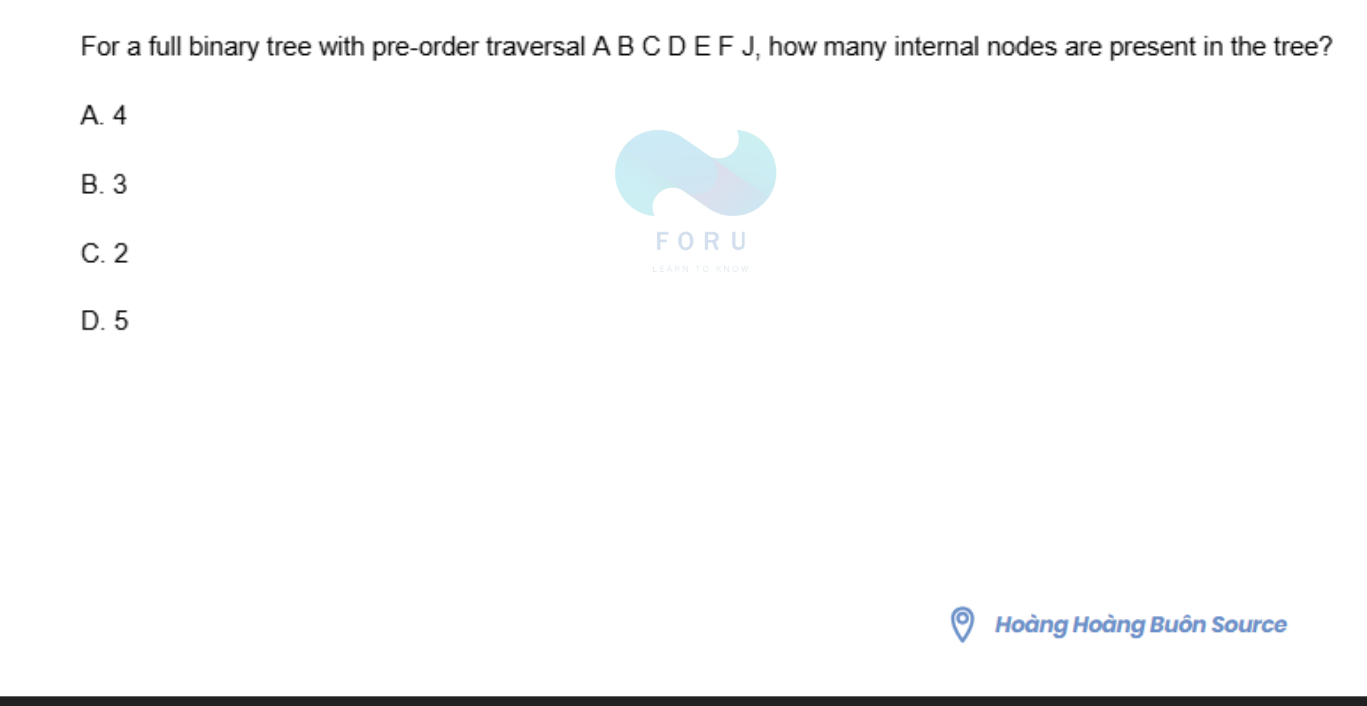 For a full binary tree with pre-order traversal A B C D E F J, how many internal nodes are present in the tree?
A. 4
B. 3
C. 2
D. 5
FORU
LEARN TO KNOW
Hoàng Hoàng Buôn Source